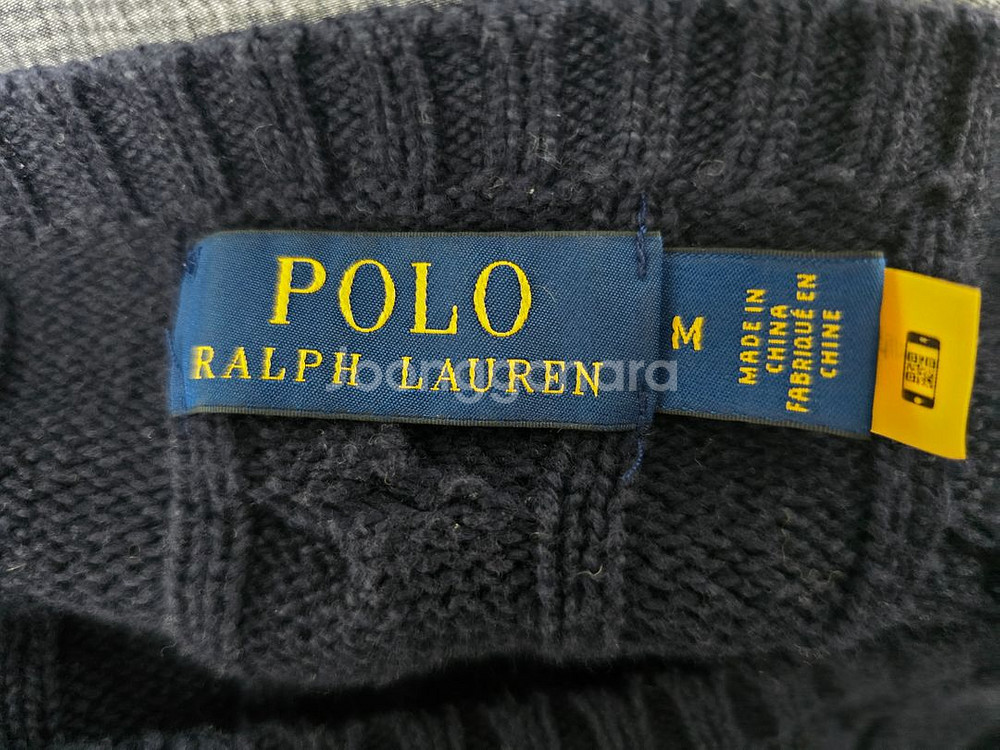 POLO
RALPH LAUREN
M
MADE IN
CHINA
FABRIQUÉ EN
CHINE